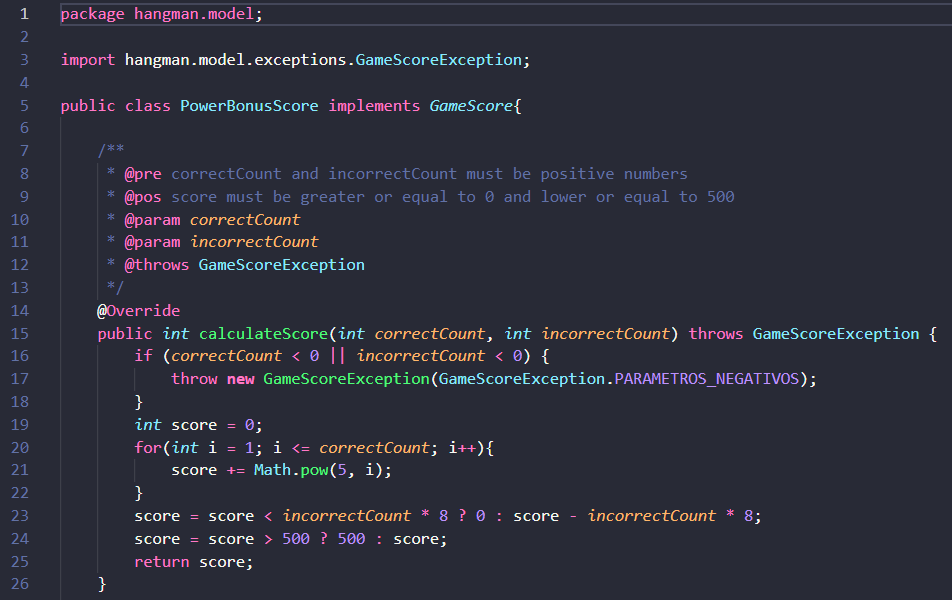 1 package hangman.model;
2
3 import hangman.model.exceptions.GameScoreException;
4
5 public class PowerBonusScore implements GameScore{
6
7     /**
8      * @pre correctCount and incorrectCount must be positive numbers
9      * @pos score must be greater or equal to 0 and lower or equal to 500
10      * @param correctCount
11      * @param incorrectCount
12      * @throws GameScoreException
13      */
14     @Override
15     public int calculateScore(int correctCount, int incorrectCount) throws GameScoreException {
16         if (correctCount < 0 || incorrectCount < 0) {
17             throw new GameScoreException(GameScoreException.PARAMETROS_NEGATIVOS);
18         }
19         int score = 0;
20         for(int i = 1; i <= correctCount; i++){
21             score += Math.pow(5, i);
22         }
23         score = score < incorrectCount * 8 ? 0 : score - incorrectCount * 8;
24         score = score > 500 ? 500 : score;
25         return score;
26     }